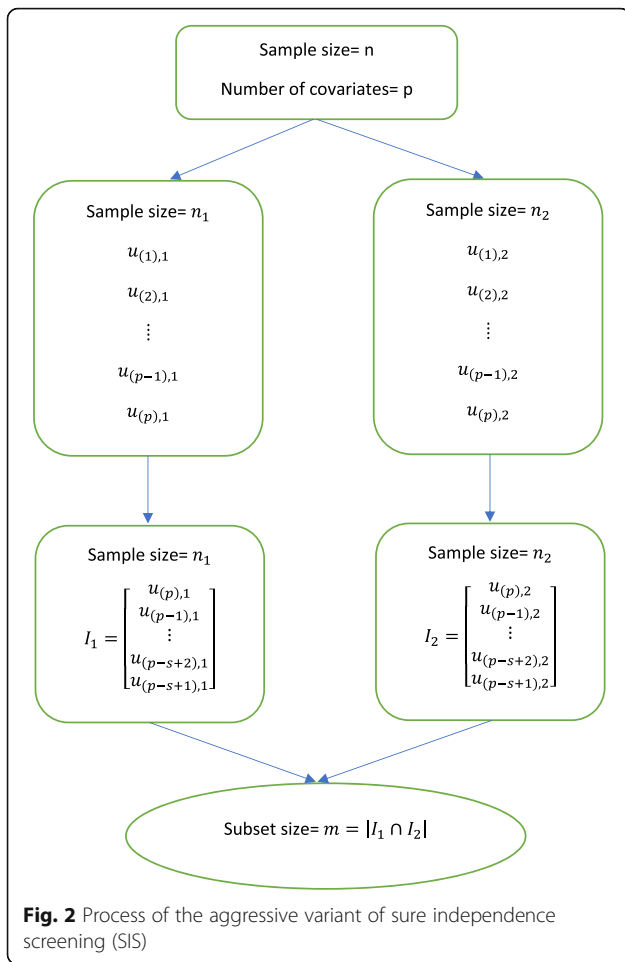 Sample size= n
Number of covariates= p
Sample size= n₁
u₍₁₎,₁
u₍₂₎,₁
⋮
u₍ₚ₋₁₎,₁
u₍ₚ₎,₁
Sample size= n₂
u₍₁₎,₂
u₍₂₎,₂
⋮
u₍ₚ₋₁₎,₂
u₍ₚ₎,₂
Sample size= n₁
I₁ = [
u₍ₚ₎,₁
u₍ₚ₋₁₎,₁
⋮
u₍ₚ₋ₛ₊₂₎,₁
u₍ₚ₋ₛ₊₁₎,₁
]
Sample size= n₂
I₂ = [
u₍ₚ₎,₂
u₍ₚ₋₁₎,₂
⋮
u₍ₚ₋ₛ₊₂₎,₂
u₍ₚ₋ₛ₊₁₎,₂
]
Subset size= m = |I₁ ∩ I₂|
Fig. 2 Process of the aggressive variant of sure independence
screening (SIS)